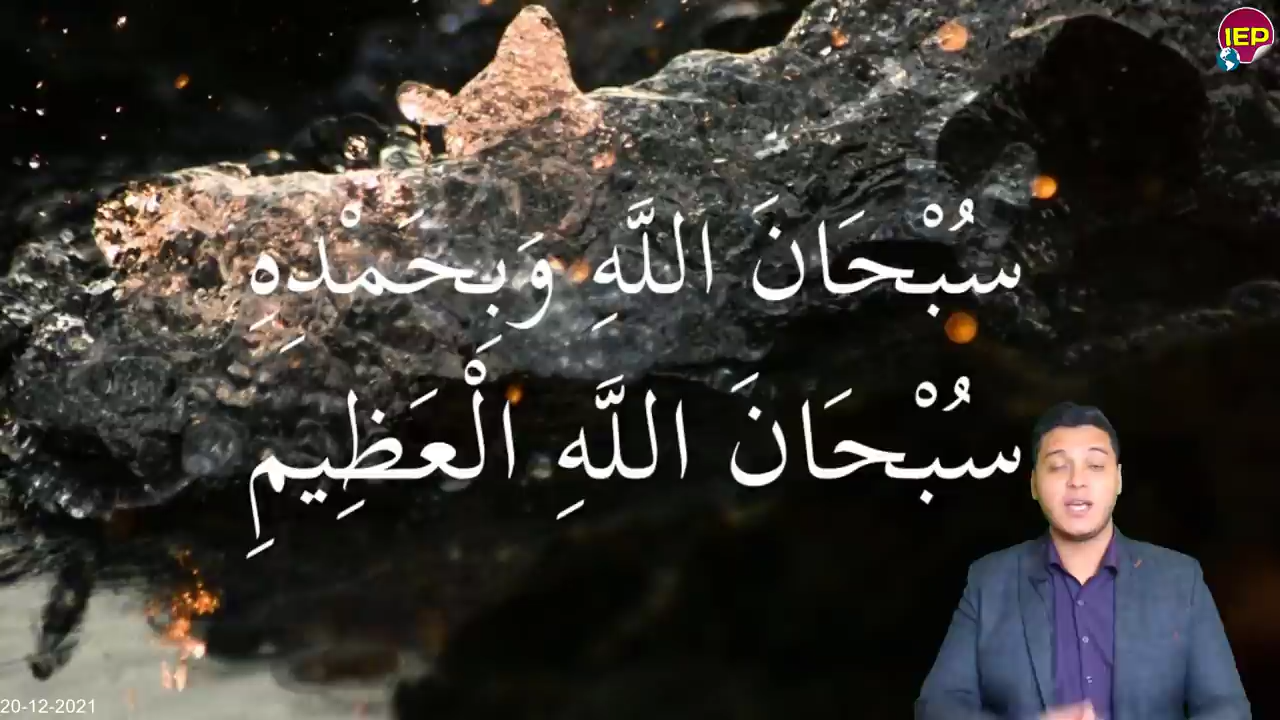 IEP
سُبْحَانَ اللَّهِ وَبِحَمْدِهِ
سُبْحَانَ اللَّهِ الْعَظِيمِ
20-12-2021